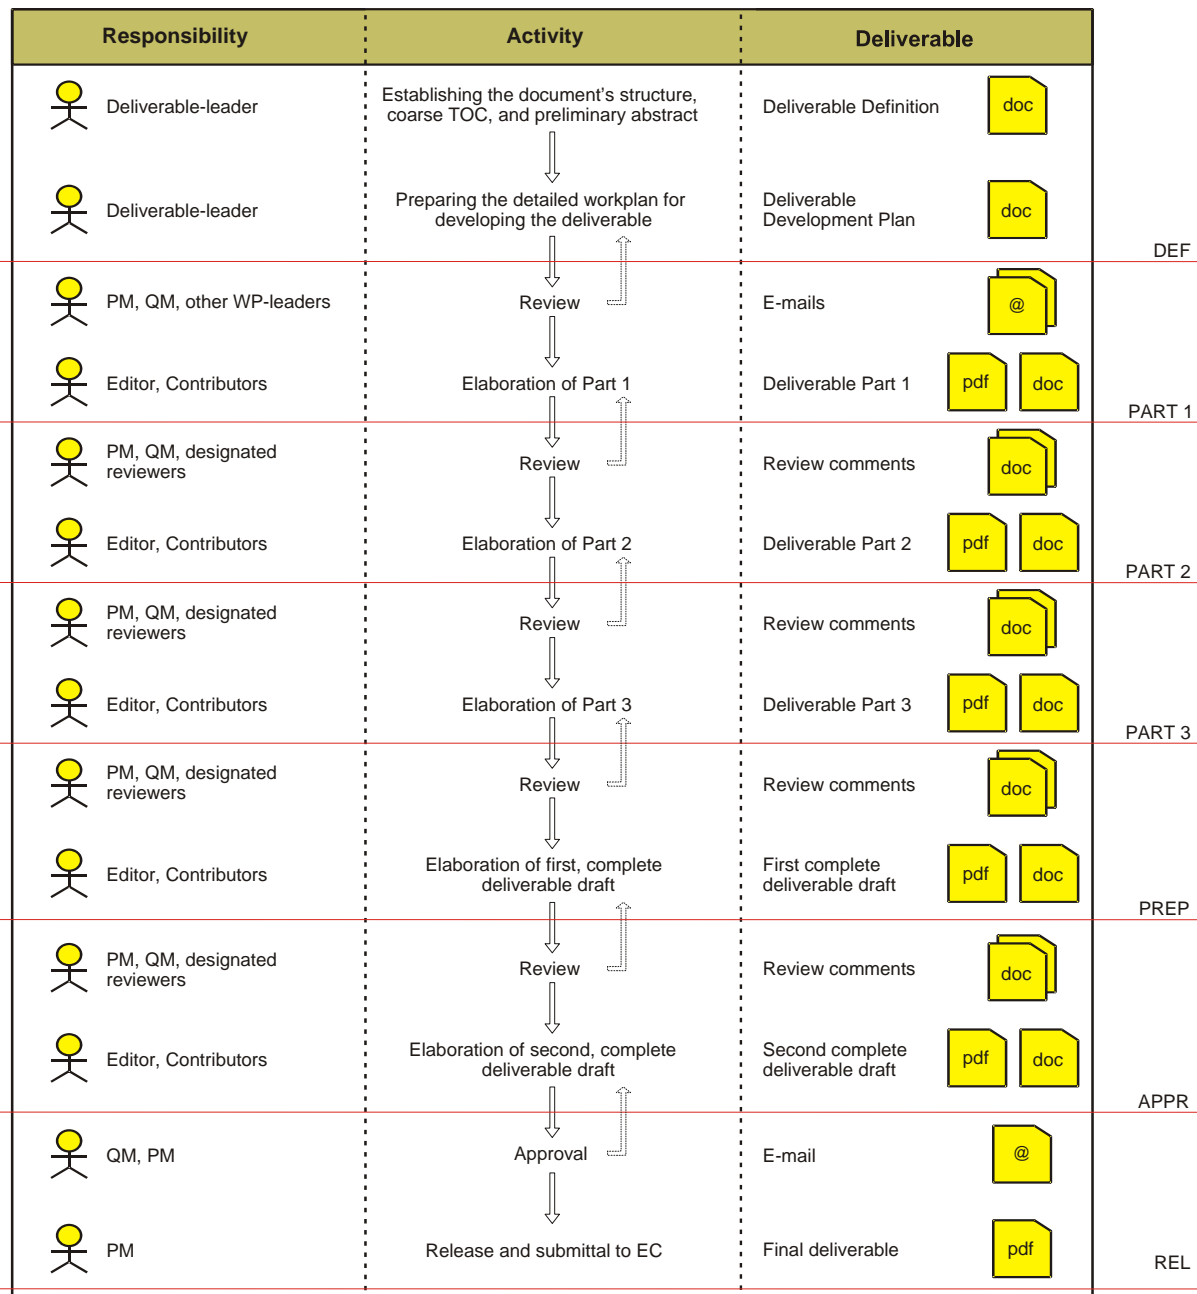 Responsibility
Activity
Deliverable
Deliverable-leader
Establishing the document's structure,
coarse TOC, and preliminary abstract
Deliverable Definition
doc
Deliverable-leader
Preparing the detailed workplan for
developing the deliverable
Deliverable
Development Plan
doc
DEF
PM, QM, other WP-leaders
Review
E-mails
@
Editor, Contributors
Elaboration of Part 1
Deliverable Part 1
pdf
doc
PART 1
PM, QM, designated
reviewers
Review
Review comments
doc
Editor, Contributors
Elaboration of Part 2
Deliverable Part 2
pdf
doc
PART 2
PM, QM, designated
reviewers
Review
Review comments
doc
Editor, Contributors
Elaboration of Part 3
Deliverable Part 3
pdf
doc
PART 3
PM, QM, designated
reviewers
Review
Review comments
doc
Editor, Contributors
Elaboration of first, complete
deliverable draft
First complete
deliverable draft
pdf
doc
PREP
PM, QM, designated
reviewers
Review
Review comments
doc
Editor, Contributors
Elaboration of second, complete
deliverable draft
Second complete
deliverable draft
pdf
doc
APPR
QM, PM
Approval
E-mail
@
PM
Release and submittal to EC
Final deliverable
pdf
REL